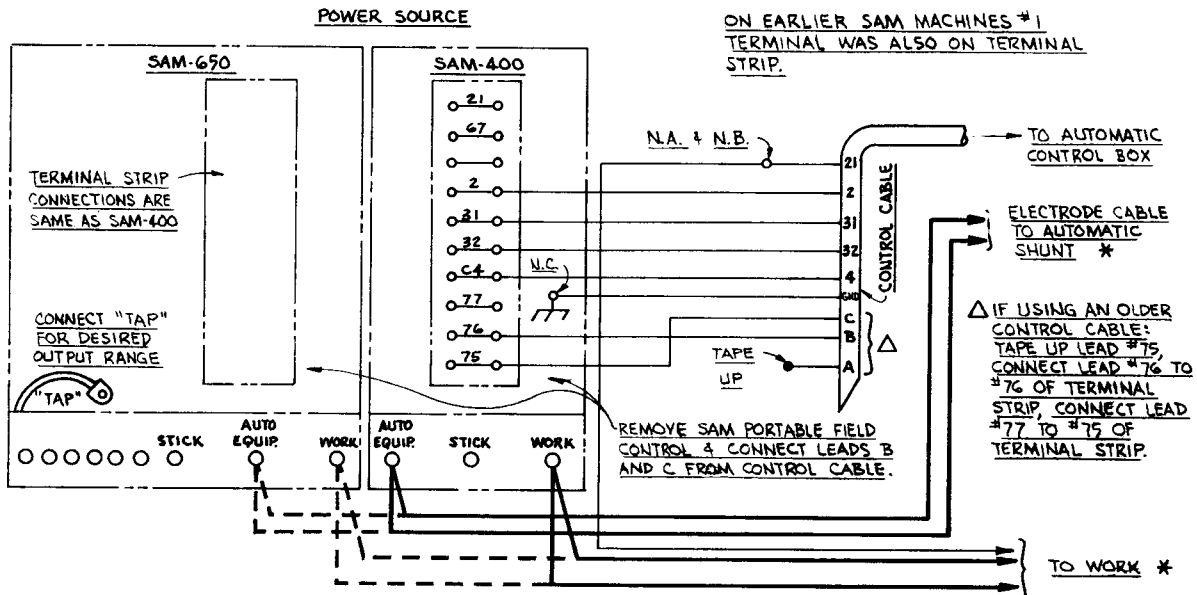 POWER SOURCE
ON EARLIER SAM MACHINES #1
TERMINAL WAS ALSO ON TERMINAL
STRIP.
SAM-650
SAM-400
21
67
2
31
32
C4
77
76
75
TERMINAL STRIP
CONNECTIONS ARE
SAME AS SAM-400
CONNECT "TAP"
FOR DESIRED
OUTPUT RANGE
"TAP"
N.A. & N.B.
N.C.
TAPE
UP
21
2
31
32
4
GND
C
B
A
CONTROL CABLE
TO AUTOMATIC
CONTROL BOX
ELECTRODE CABLE
TO AUTOMATIC
SHUNT *
△ IF USING AN OLDER
CONTROL CABLE:
TAPE UP LEAD #75,
CONNECT LEAD #76 TO
#76 OF TERMINAL
STRIP, CONNECT LEAD
#77 TO #75 OF
TERMINAL STRIP.
△
REMOVE SAM PORTABLE FIELD
CONTROL & CONNECT LEADS B
AND C FROM CONTROL CABLE.
STICK
AUTO
EQUIP.
WORK
AUTO
EQUIP.
STICK
WORK
TO WORK *